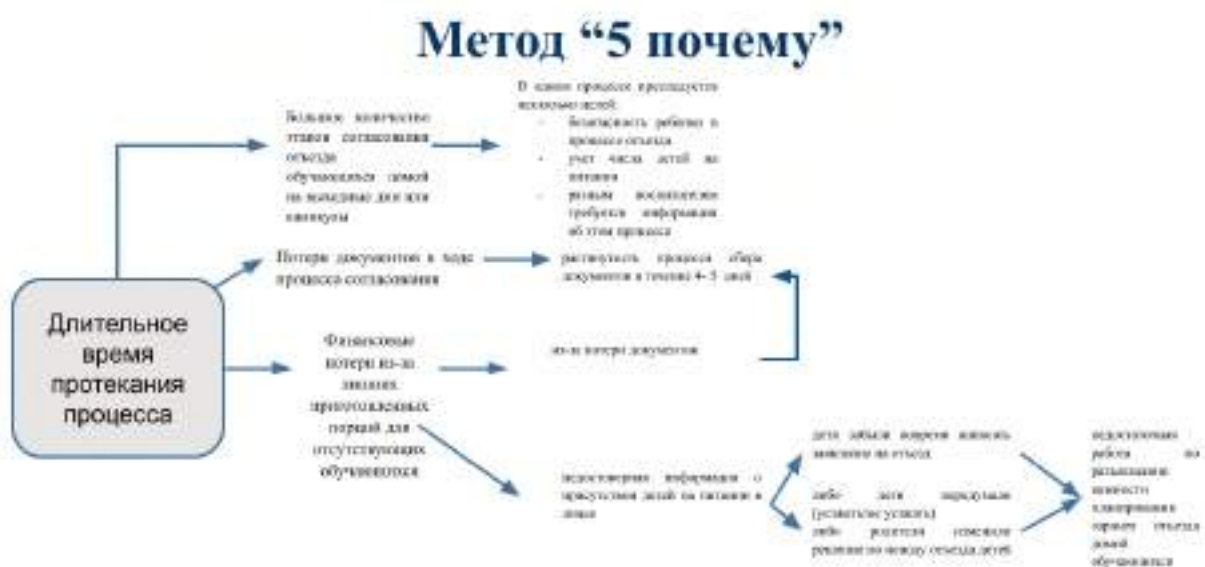 Метод “5 почему”
Большое количество
этапов согласования
отъезда
обучающихся домой
на выходные дни или
каникулы
В одном процессе преследуется
несколько целей:
- безопасность ребенка в
процессе отъезда
- учет числа детей на
питании
- разным воспитателям
требуется информация
об этом процессе
Потери документов в ходе
процесса согласования
растянутость процесса сбора
документов в течение 4- 5 дней
Длительное
время
протекания
процесса
Финансовые
потери из-за
лишних
приготовленных
порций для
отсутствующих
обучающихся
из-за потери документов
недостоверная информация о
присутствии детей на питании в
лицее
дети забыли вовремя написать
заявление на отъезд
либо дети передумали
(уезжать/не уезжать)
либо родители изменили
решение по поводу отъезда детей
недостаточная
работа по
разъяснению
важности
планирования
заранее отъезда
домой
обучающихся